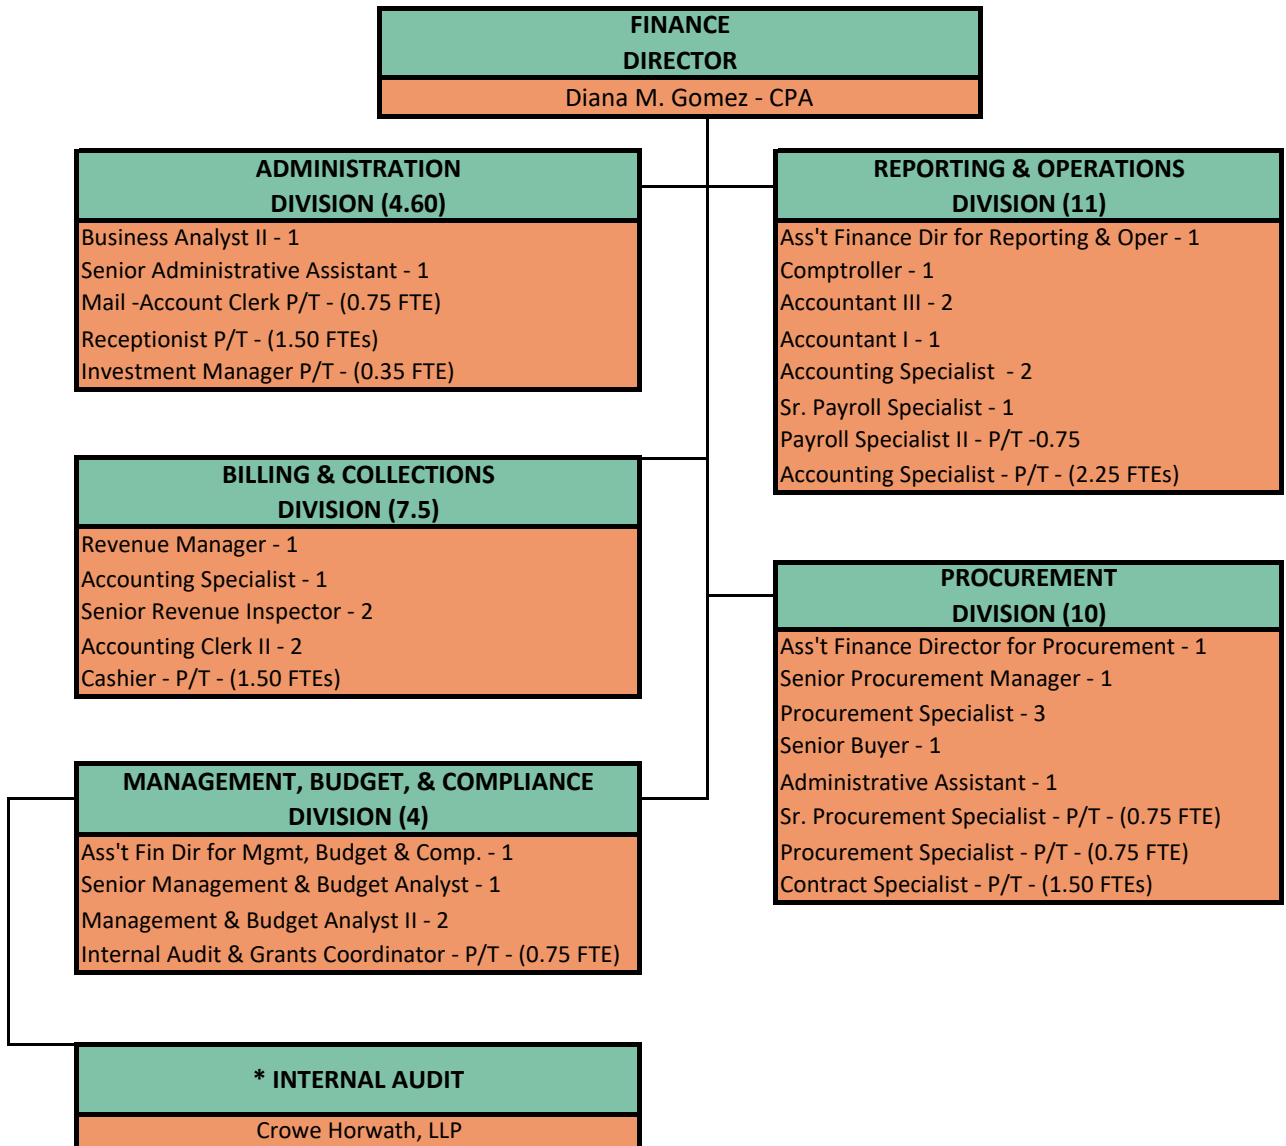 FINANCE
DIRECTOR
Diana M. Gomez - CPA
ADMINISTRATION
DIVISION (4.60)
Business Analyst II - 1
Senior Administrative Assistant - 1
Mail -Account Clerk P/T - (0.75 FTE)
Receptionist P/T - (1.50 FTEs)
Investment Manager P/T - (0.35 FTE)
REPORTING & OPERATIONS
DIVISION (11)
Ass't Finance Dir for Reporting & Oper - 1
Comptroller - 1
Accountant III - 2
Accountant I - 1
Accounting Specialist - 2
Sr. Payroll Specialist - 1
Payroll Specialist II - P/T -0.75
Accounting Specialist - P/T - (2.25 FTEs)
BILLING & COLLECTIONS
DIVISION (7.5)
Revenue Manager - 1
Accounting Specialist - 1
Senior Revenue Inspector - 2
Accounting Clerk II - 2
Cashier - P/T - (1.50 FTEs)
PROCUREMENT
DIVISION (10)
Ass't Finance Director for Procurement - 1
Senior Procurement Manager - 1
Procurement Specialist - 3
Senior Buyer - 1
Administrative Assistant - 1
Sr. Procurement Specialist - P/T - (0.75 FTE)
Procurement Specialist - P/T - (0.75 FTE)
Contract Specialist - P/T - (1.50 FTEs)
MANAGEMENT, BUDGET, & COMPLIANCE
DIVISION (4)
Ass't Fin Dir for Mgmt, Budget & Comp. - 1
Senior Management & Budget Analyst - 1
Management & Budget Analyst II - 2
Internal Audit & Grants Coordinator - P/T - (0.75 FTE)
* INTERNAL AUDIT
Crowe Horwath, LLP